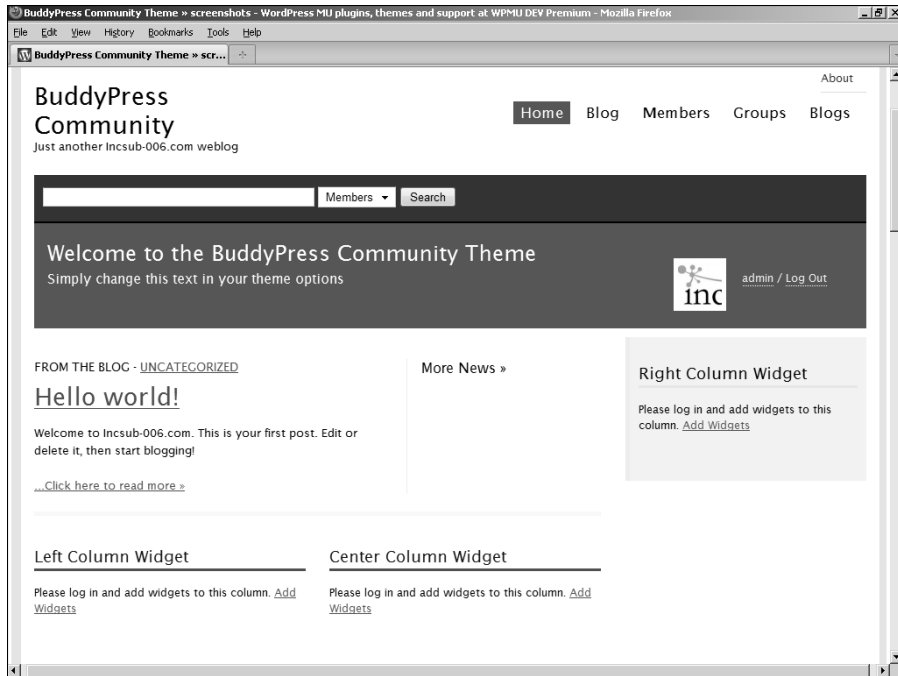 BuddyPress Community Theme » screenshots - WordPress MU plugins, themes and support at WPMU DEV Premium - Mozilla Firefox
File Edit View History Bookmarks Tools Help
BuddyPress Community Theme » scr...
About
BuddyPress
Community
Just another Incsub-006.com weblog
Home Blog Members Groups Blogs
Members Search
Welcome to the BuddyPress Community Theme
Simply change this text in your theme options
inc
admin / Log Out
FROM THE BLOG - UNCATEGORIZED
Hello world!
Welcome to Incsub-006.com. This is your first post. Edit or
delete it, then start blogging!
...Click here to read more »
More News »
Right Column Widget
Please log in and add widgets to this
column. Add Widgets
Left Column Widget
Please log in and add widgets to this column. Add
Widgets
Center Column Widget
Please log in and add widgets to this column. Add
Widgets